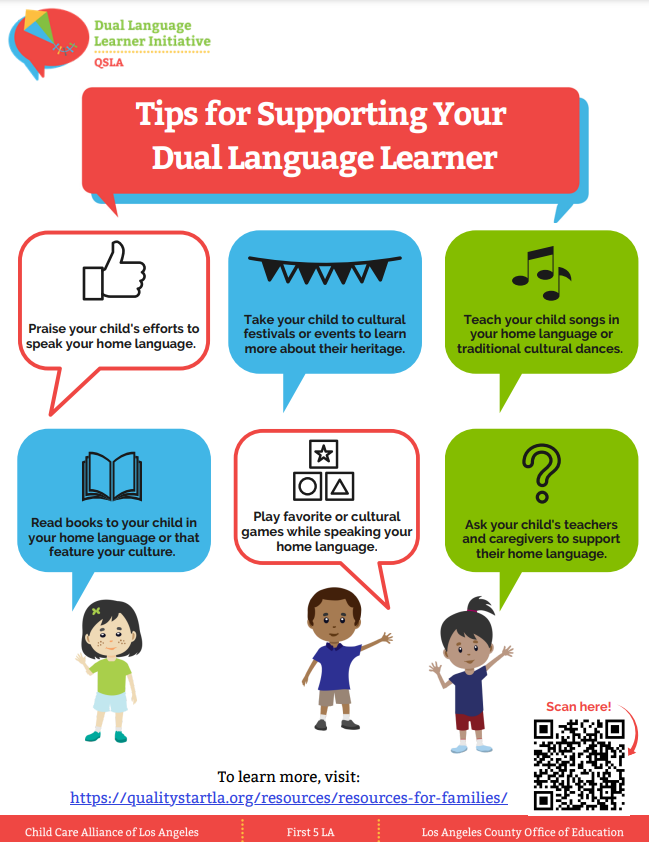 Dual Language
Learner Initiative
QSLA
Tips for Supporting Your
Dual Language Learner
Praise your child's efforts to
speak your home language.
Take your child to cultural
festivals or events to learn
more about their heritage.
Teach your child songs in
your home language or
traditional cultural dances.
Read books to your child in
your home language or that
feature your culture.
Play favorite or cultural
games while speaking your
home language.
Ask your child's teachers
and caregivers to support
their home language.
Scan here!
To learn more, visit:
https://qualitystartla.org/resources/resources-for-families/
Child Care Alliance of Los Angeles
First 5 LA
Los Angeles County Office of Education